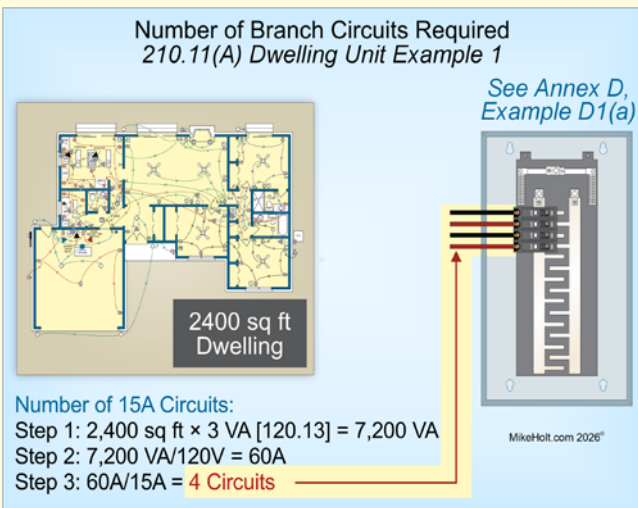 Number of Branch Circuits Required
210.11(A) Dwelling Unit Example 1
See Annex D,
Example D1(a)
2400 sq ft
Dwelling
Number of 15A Circuits:
Step 1: 2,400 sq ft × 3 VA [120.13] = 7,200 VA
Step 2: 7,200 VA/120V = 60A
Step 3: 60A/15A = 4 Circuits
MikeHolt.com 2026©